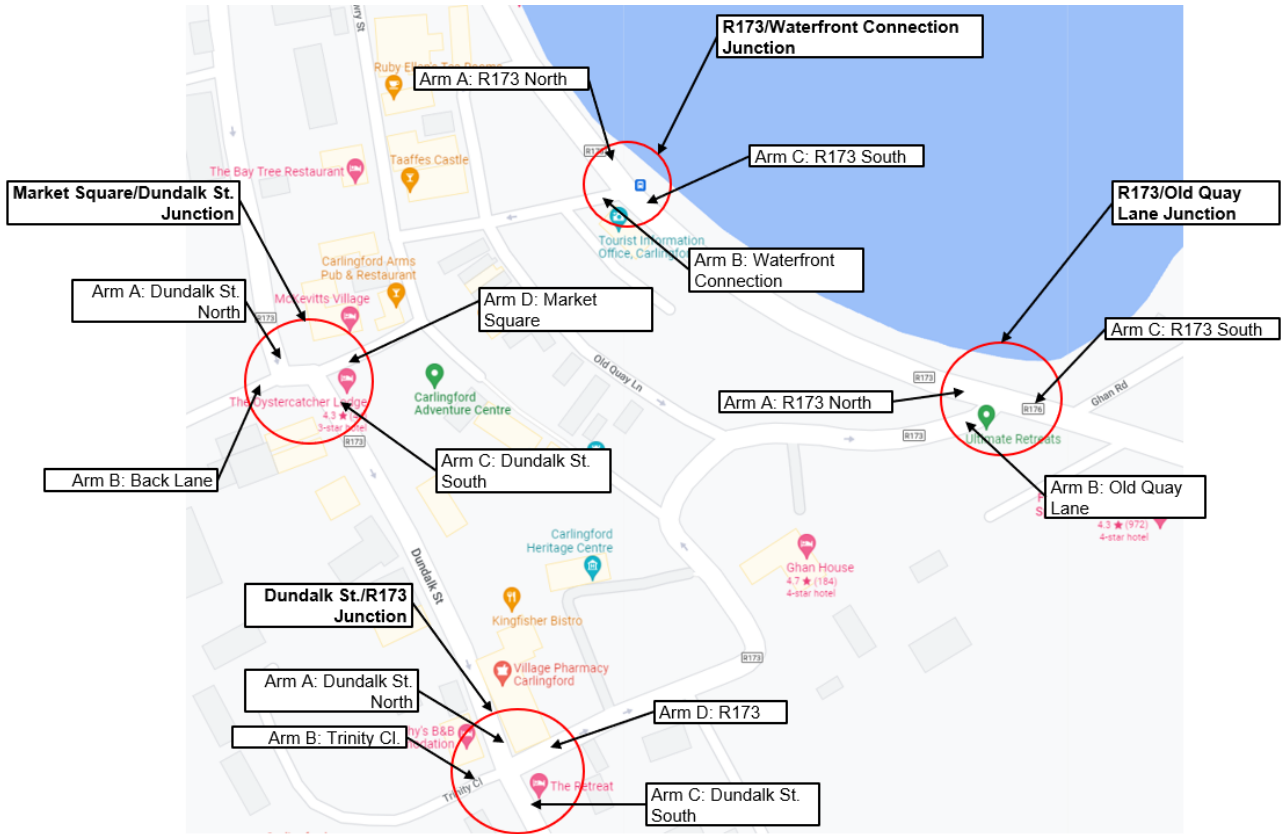 R173/Waterfront Connection
Junction
Ruby Ellen's Tea Rooms
Arm A: R173 North
R173
Arm C: R173 South
The Bay Tree Restaurant
Taaffes Castle
Market Square/Dundalk St.
Junction
R173/Old Quay
Lane Junction
Tourist Information
Office, Carlingford
Arm B: Waterfront
Connection
Carlingford Arms
Pub & Restaurant
Arm A: Dundalk St.
North
McKevitts Village
Arm D: Market
Square
R173
Arm C: R173 South
Old Quay Ln
R173
Ghan Rd
The Oystercatcher Lodge
4.3
3-star hotel
Carlingford
Adventure Centre
Arm A: R173 North
R176
R173
R173
Ultimate Retreats
Arm B: Back Lane
Arm C: Dundalk St.
South
Arm B: Old Quay
Lane
4.3 ★ (972)
4-star hotel
Carlingford
Heritage Centre
Ghan House
4.7 ★ (184)
4-star hotel
Dundalk St
Dundalk St./R173
Junction
Kingfisher Bistro
R173
Village Pharmacy
Carlingford
Arm A: Dundalk St.
North
Arm D: R173
Arm B: Trinity Cl.
hy's B&B
modation
Trinity Cl
The Retreat
Arm C: Dundalk St.
South